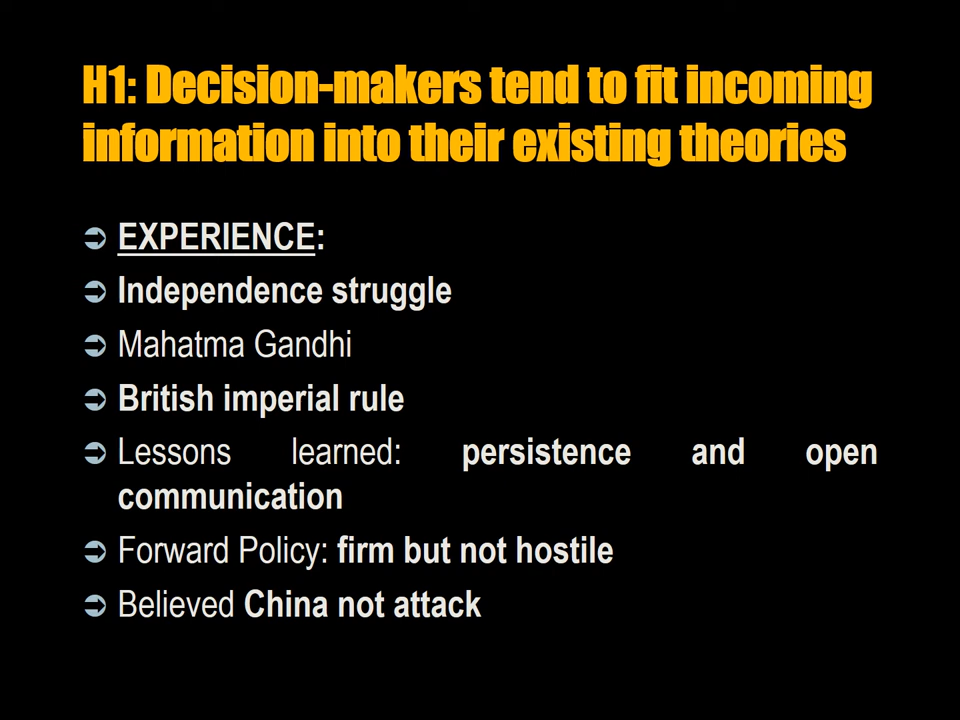 H1: Decision-makers tend to fit incoming
information into their existing theories
➲ EXPERIENCE:
➲ Independence struggle
➲ Mahatma Gandhi
➲ British imperial rule
➲ Lessons learned: persistence and open
communication
➲ Forward Policy: firm but not hostile
➲ Believed China not attack